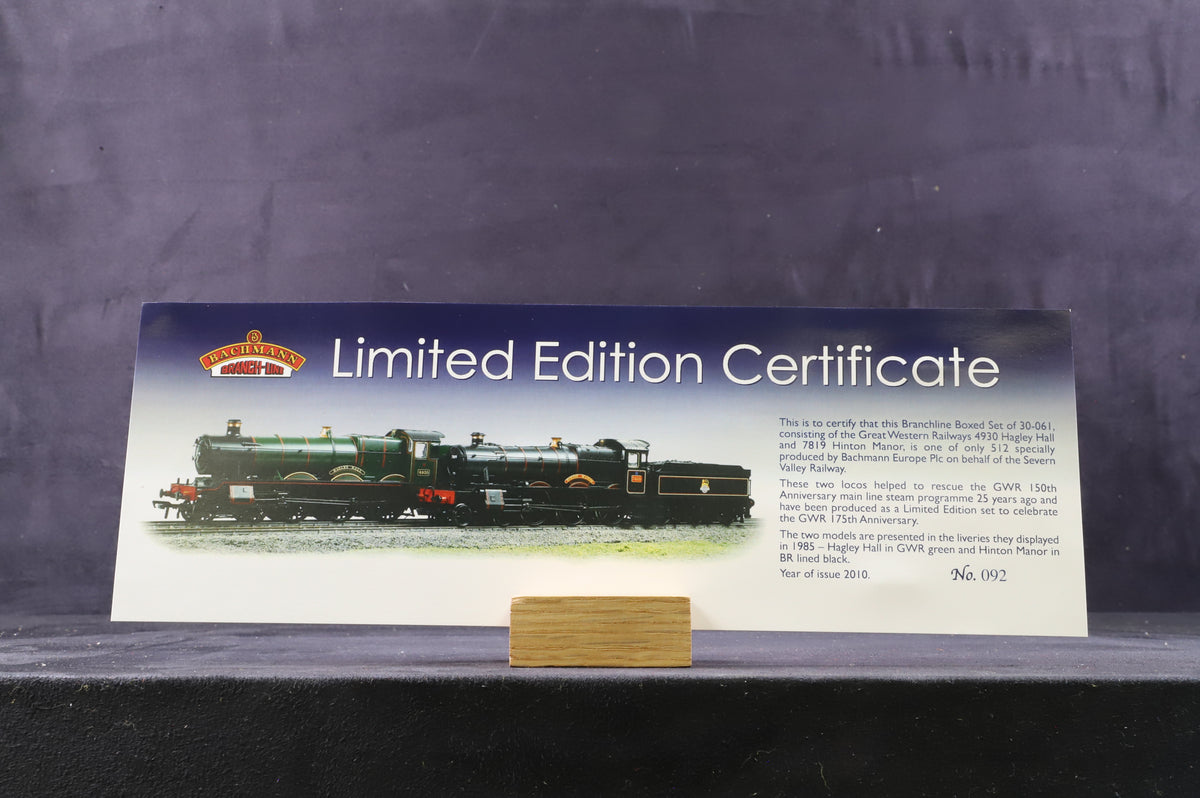 BACHMANN
BRANCH-LINE
Limited Edition Certificate
This is to certify that this Branchline Boxed Set of 30-061,
consisting of the Great Western Railways 4930 Hagley Hall
and 7819 Hinton Manor, is one of only 512 specially
produced by Bachmann Europe Plc on behalf of the Severn
Valley Railway.
These two locos helped to rescue the GWR 150th
Anniversary main line steam programme 25 years ago and
have been produced as a Limited Edition set to celebrate
the GWR 175th Anniversary.
The two models are presented in the liveries they displayed
in 1985 – Hagley Hall in GWR green and Hinton Manor in
BR lined black.
Year of issue 2010.
No. 092